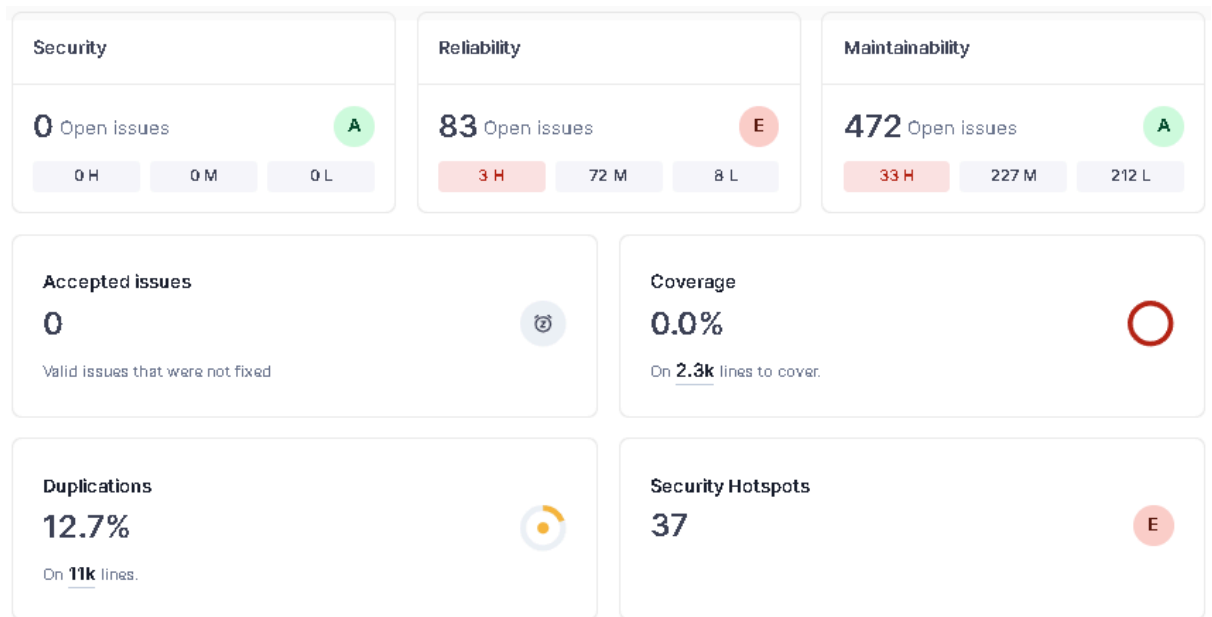 Security
0 Open issues A
0 H 0 M 0 L
Reliability
83 Open issues E
3 H 72 M 8 L
Maintainability
472 Open issues A
33 H 227 M 212 L
Accepted issues
0
Valid issues that were not fixed
Coverage
0.0%
On 2.3k lines to cover.
Duplications
12.7%
On 11k lines.
Security Hotspots
37 E